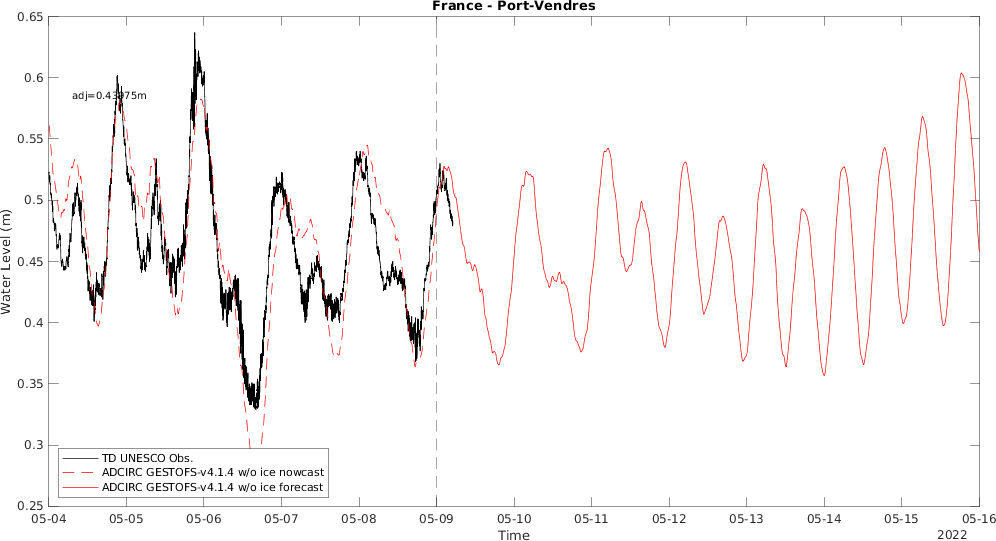 France - Port-Vendres
0.65
0.6
0.55
0.5
0.45
0.4
0.35
0.3
0.25
Water Level (m)
adj=0.43975m
TD UNESCO Obs.
ADCIRC GESTOFS-v4.1.4 w/o ice nowcast
ADCIRC GESTOFS-v4.1.4 w/o ice forecast
05-04 05-05 05-06 05-07 05-08 05-09 05-10 05-11 05-12 05-13 05-14 05-15 05-16
Time
2022